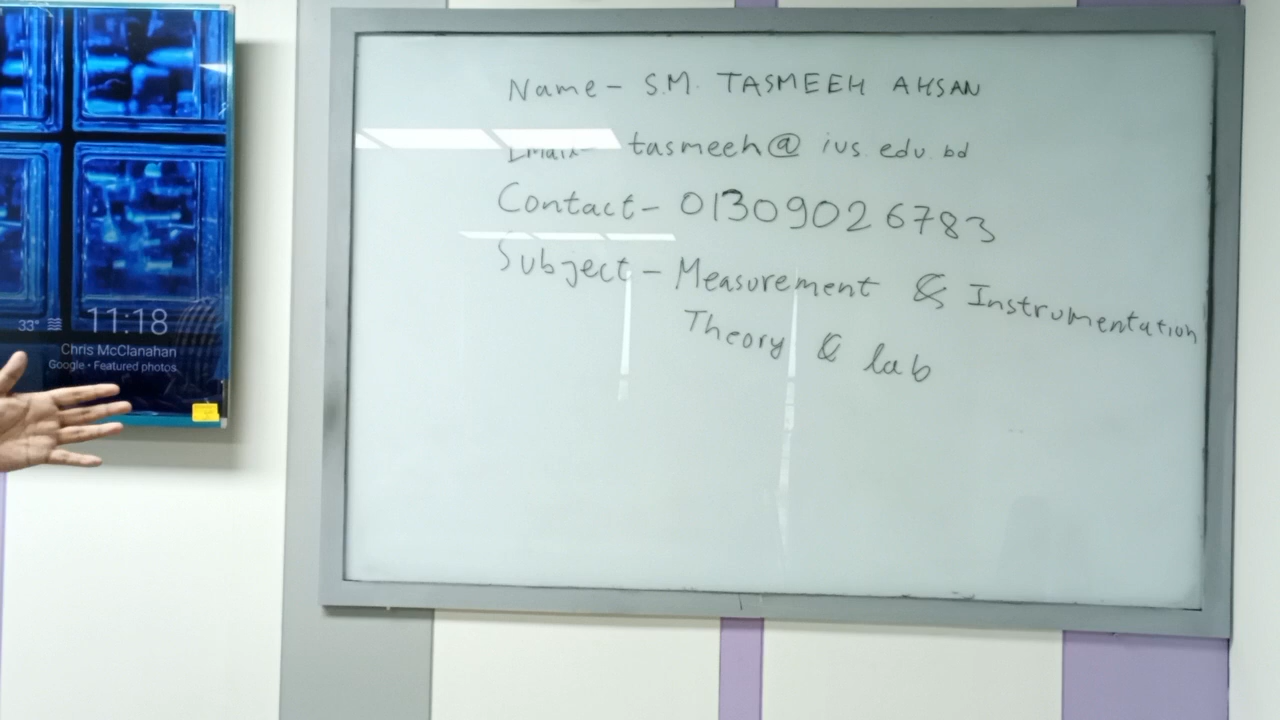 Name - S.M. TASMEEH AHSAN
Email - tasmeeh@ius.edu.bd
Contact - 01309026783
Subject - Measurement & Instrumentation
Theory & lab
33°
11:18
Chris McClanahan
Google • Featured photos